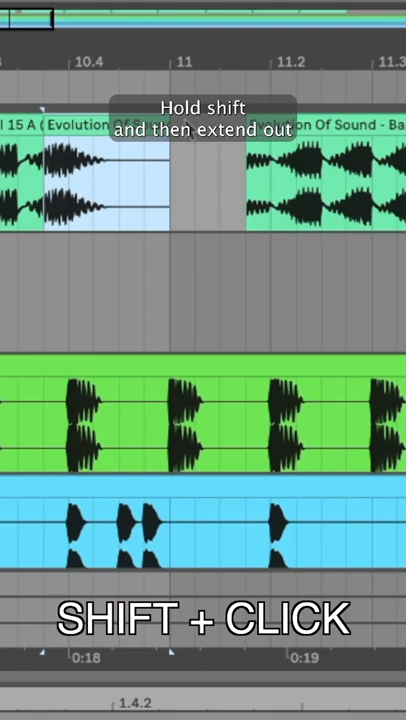 10.4
11
11.2
11.3
Hold shift
and then extend out
l 15 A (
Evolution Of
olution Of Sound - Ba
SHIFT + CLICK
0:18
0:19
1.4.2